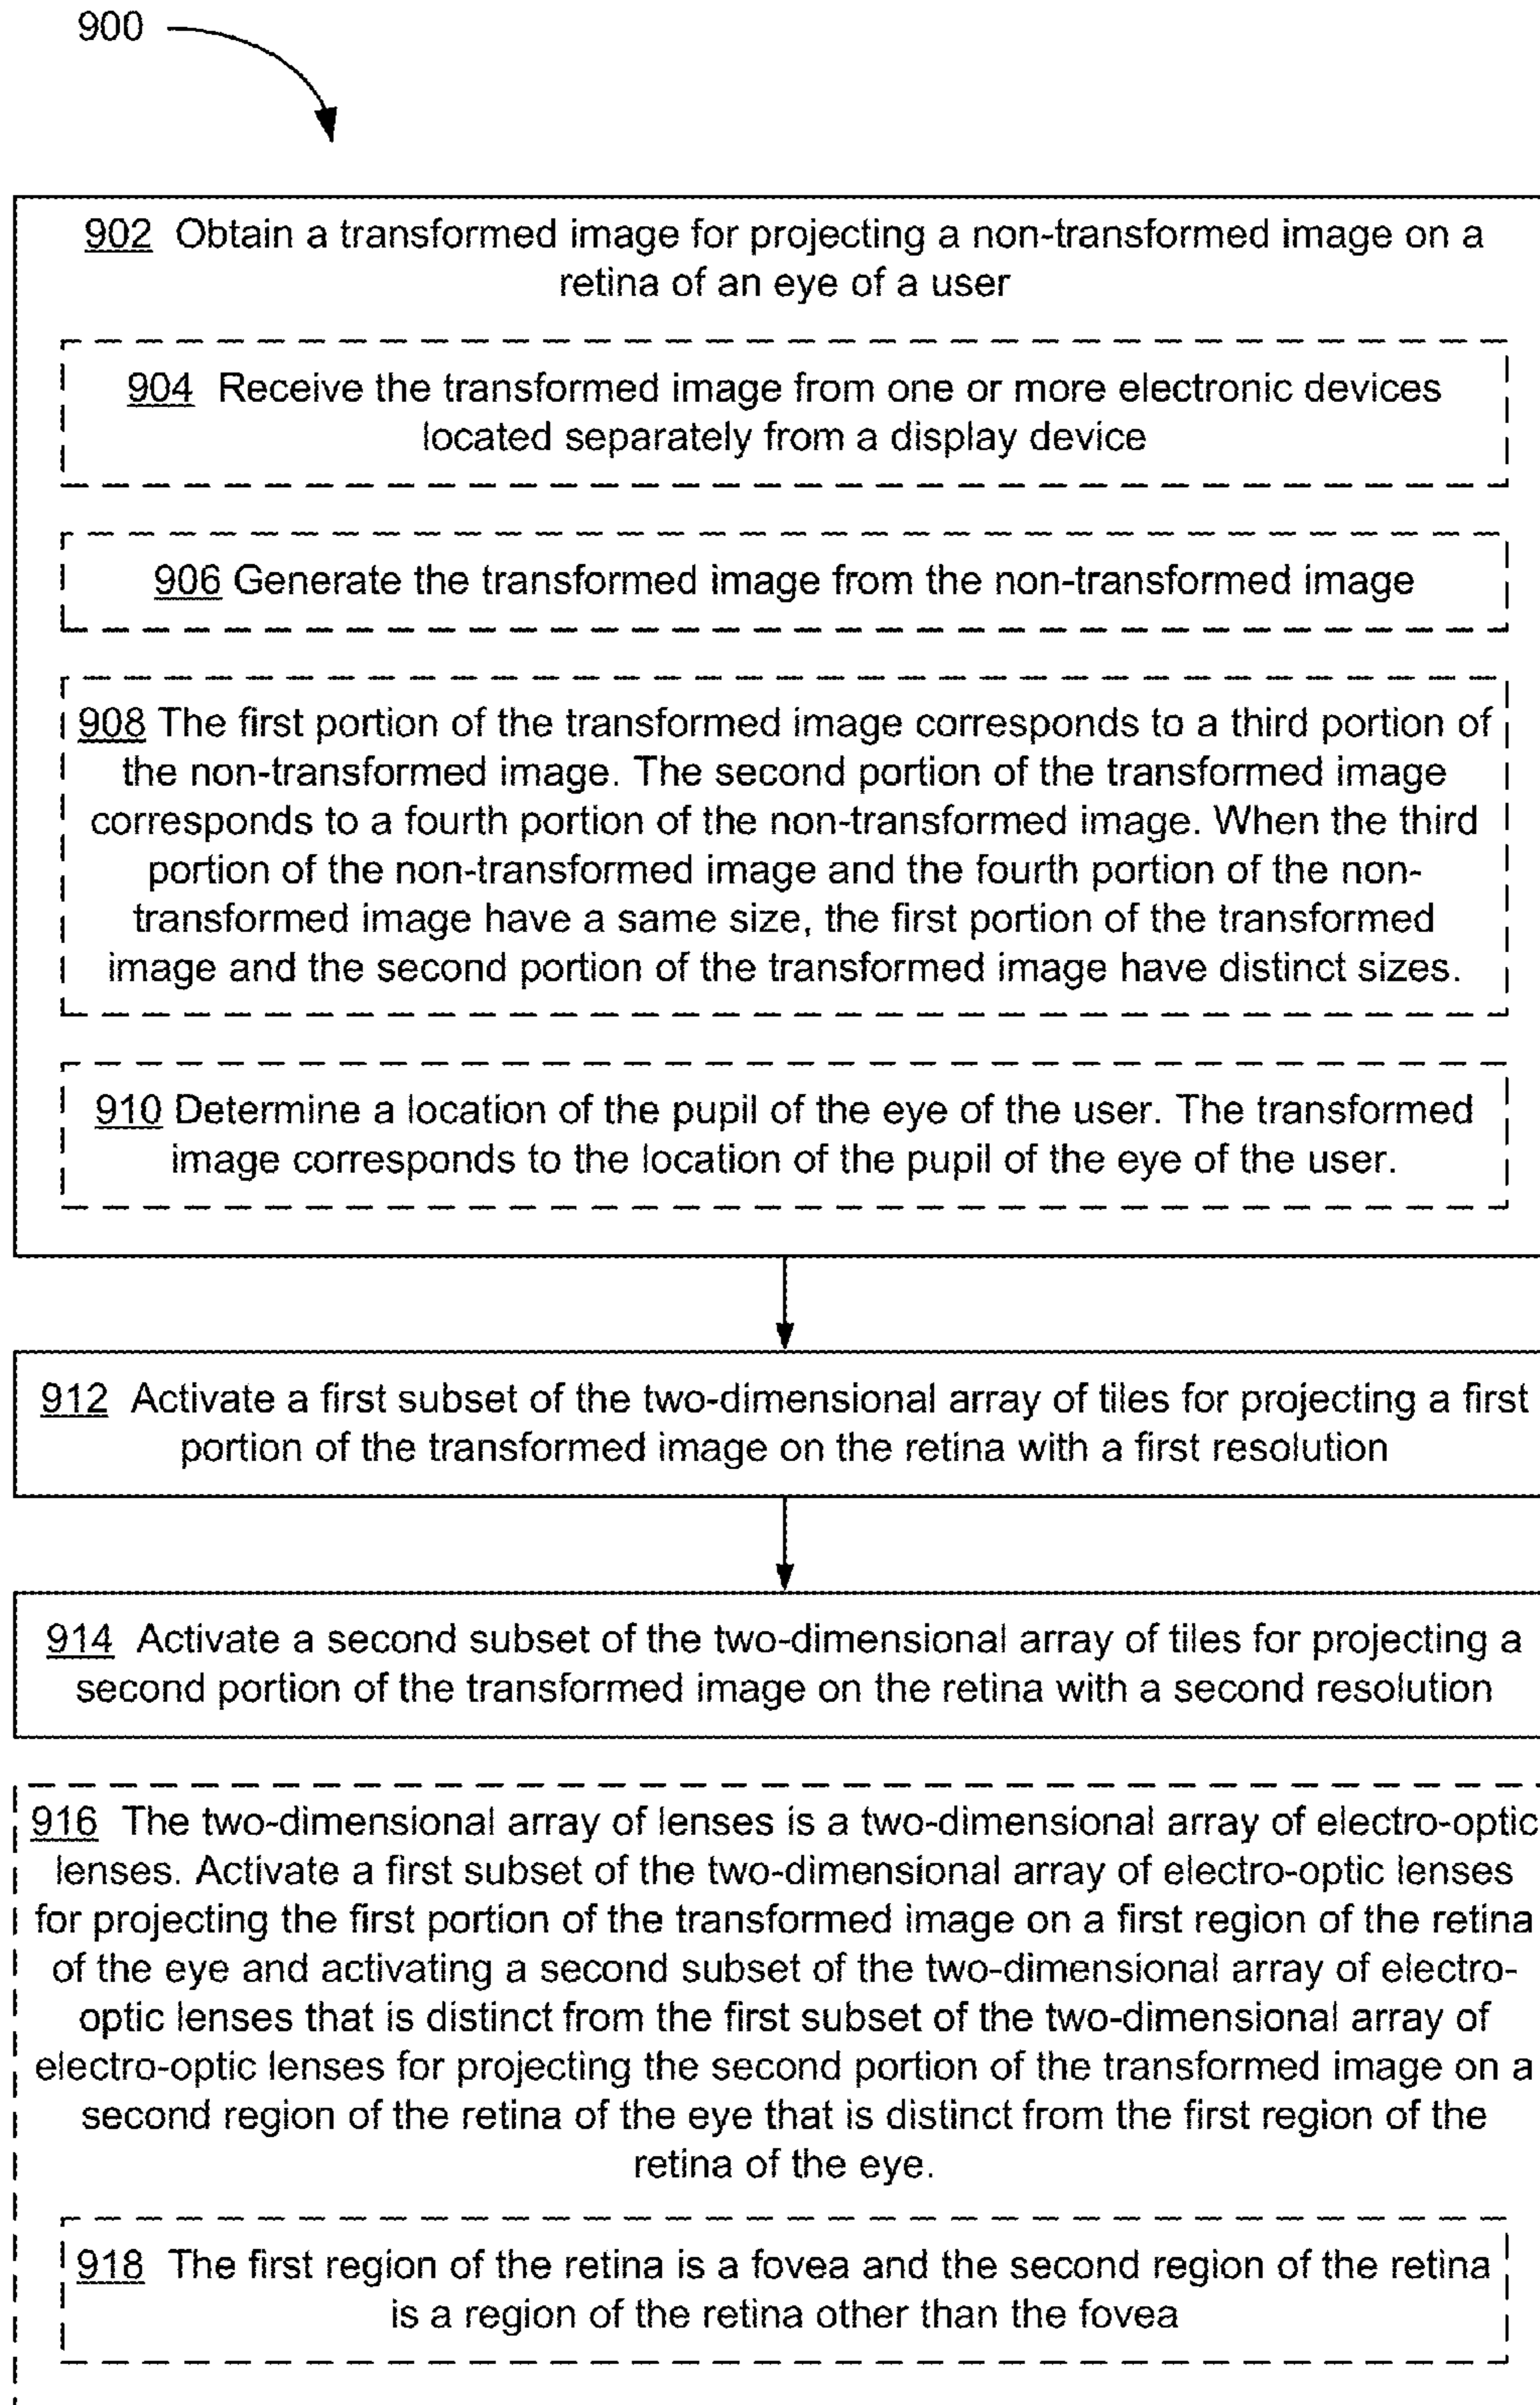 900
902 Obtain a transformed image for projecting a non-transformed image on a
retina of an eye of a user
904 Receive the transformed image from one or more electronic devices
located separately from a display device
906 Generate the transformed image from the non-transformed image
908 The first portion of the transformed image corresponds to a third portion of
the non-transformed image. The second portion of the transformed image
corresponds to a fourth portion of the non-transformed image. When the third
portion of the non-transformed image and the fourth portion of the non-
transformed image have a same size, the first portion of the transformed
image and the second portion of the transformed image have distinct sizes.
910 Determine a location of the pupil of the eye of the user. The transformed
image corresponds to the location of the pupil of the eye of the user.
912 Activate a first subset of the two-dimensional array of tiles for projecting a first
portion of the transformed image on the retina with a first resolution
914 Activate a second subset of the two-dimensional array of tiles for projecting a
second portion of the transformed image on the retina with a second resolution
916 The two-dimensional array of lenses is a two-dimensional array of electro-optic
lenses. Activate a first subset of the two-dimensional array of electro-optic lenses
for projecting the first portion of the transformed image on a first region of the retina
of the eye and activating a second subset of the two-dimensional array of electro-
optic lenses that is distinct from the first subset of the two-dimensional array of
electro-optic lenses for projecting the second portion of the transformed image on a
second region of the retina of the eye that is distinct from the first region of the
retina of the eye.
918 The first region of the retina is a fovea and the second region of the retina
is a region of the retina other than the fovea